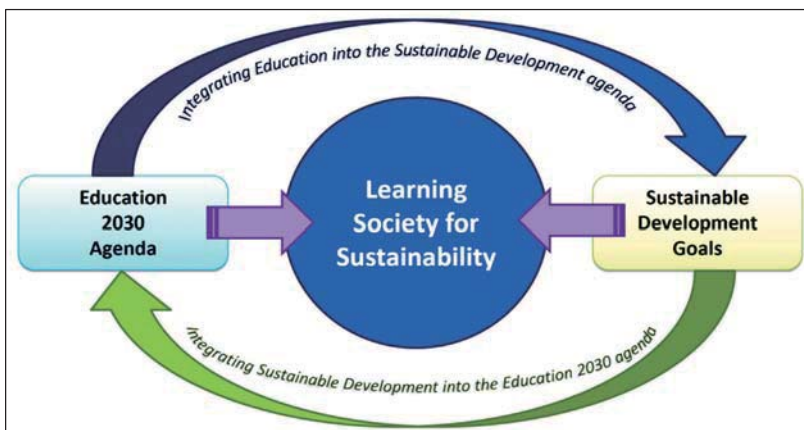 Integrating Education into the Sustainable Development agenda
Education
2030
Agenda
Learning
Society for
Sustainability
Sustainable
Development
Goals
Integrating Sustainable Development into the Education 2030 agenda